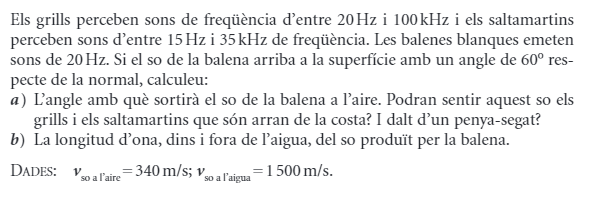 Els grills perceben sons de freqüència d'entre 20 Hz i 100 kHz i els saltamartins
perceben sons d'entre 15 Hz i 35 kHz de freqüència. Les balenes blanques emeten
sons de 20 Hz. Si el so de la balena arriba a la superfície amb un angle de 60º res-
pecte de la normal, calculeu:
a) L'angle amb què sortirà el so de la balena a l'aire. Podran sentir aquest so els
grills i els saltamartins que són arran de la costa? I dalt d'un penya-segat?
b) La longitud d'ona, dins i fora de l'aigua, del so produït per la balena.
DADES: v so a l'aire = 340 m/s; v so a l'aigua = 1 500 m/s.